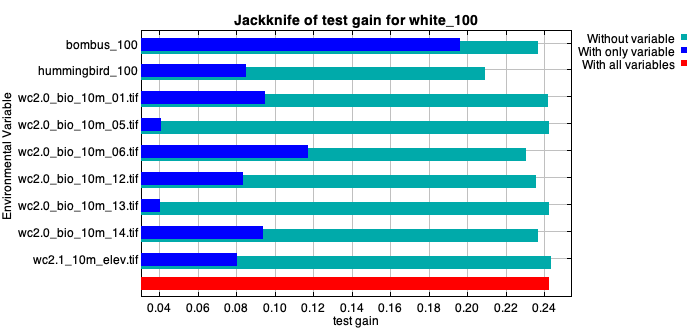 Jackknife of test gain for white_100
Without variable
With only variable
With all variables
Environmental Variable
bombus_100
hummingbird_100
wc2.0_bio_10m_01.tif
wc2.0_bio_10m_05.tif
wc2.0_bio_10m_06.tif
wc2.0_bio_10m_12.tif
wc2.0_bio_10m_13.tif
wc2.0_bio_10m_14.tif
wc2.1_10m_elev.tif
0.04 0.06 0.08 0.10 0.12 0.14 0.16 0.18 0.20 0.22 0.24
test gain